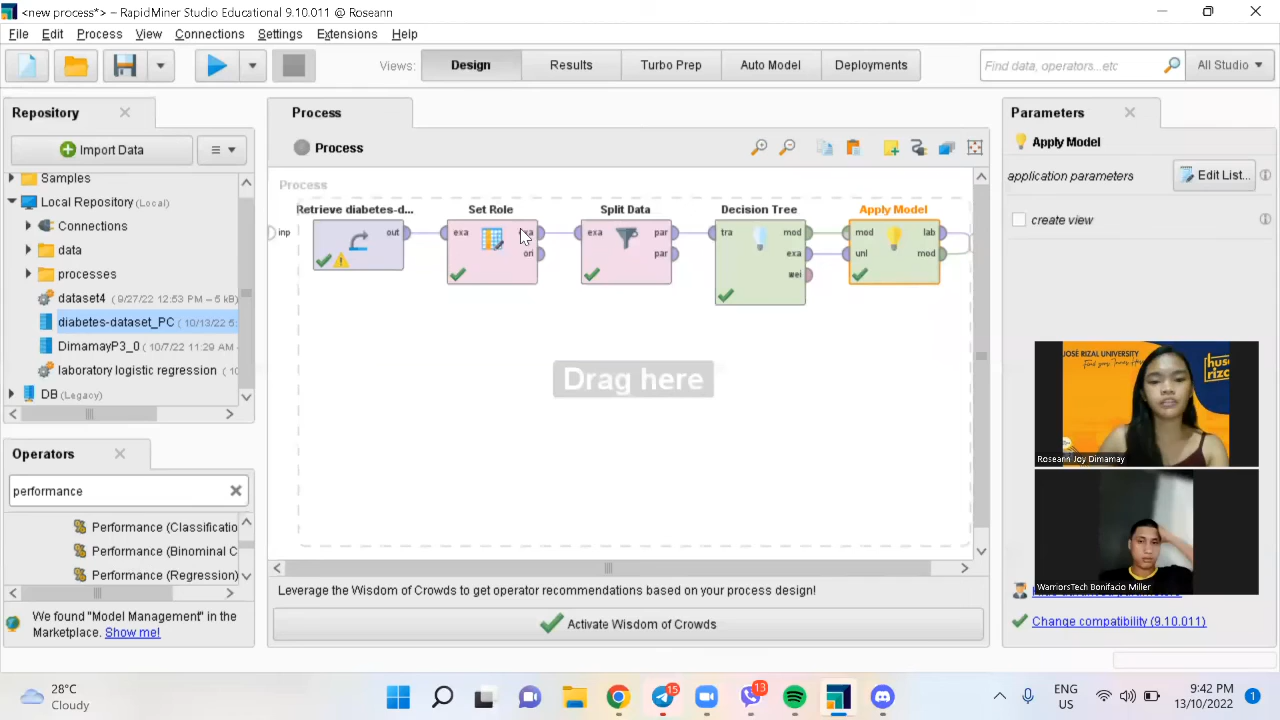 <new process*> – RapidMiner Studio Educational 9.10.011 @ Roseann
File Edit Process View Connections Settings Extensions Help
Views: Design Results Turbo Prep Auto Model Deployments
Find data, operators...etc
All Studio
Repository
Import Data
Samples
Local Repository (Local)
Connections
data
processes
dataset4 (9/27/22 12:53 PM – 5 kB)
diabetes-dataset_PC (10/13/22 5:
DimamayP3_0 (10/7/22 11:29 AM -
laboratory logistic regression (10
DB (Legacy)
Operators
performance
Performance (Classificatio
Performance (Binominal C
Performance (Regression)
We found "Model Management" in the
Marketplace. Show me!
Process
Process
Process
inp
Retrieve diabetes-d...
out
Set Role
exa
ori
Split Data
exa par
par
Decision Tree
tra mod
exa
wei
Apply Model
mod lab
unl mod
Drag here
Leverage the Wisdom of Crowds to get operator recommendations based on your process design!
Activate Wisdom of Crowds
Parameters
Apply Model
application parameters
Edit List...
create view
JOSÉ RIZAL UNIVERSITY
Roseann Joy Dimamay
WarriorsTech Bonifacio Miller
Change compatibility (9.10.011)
28°C
Cloudy
15
13
ENG
US
9:42 PM
13/10/2022
1